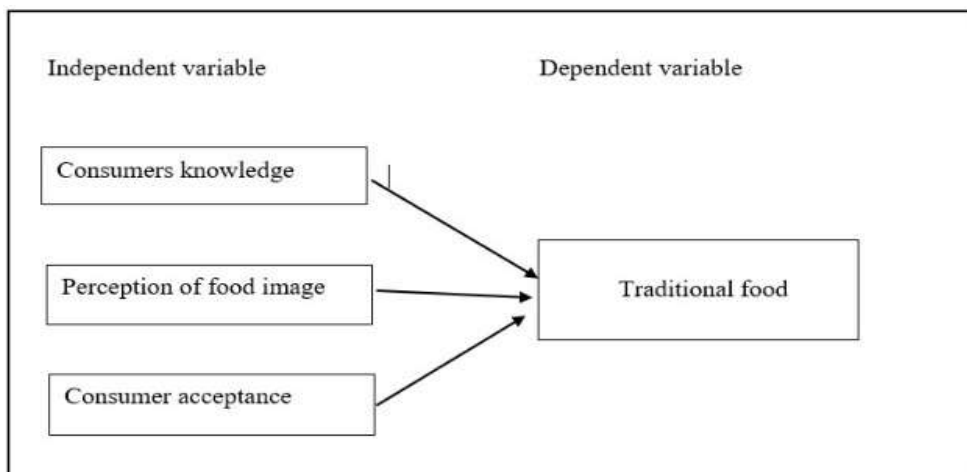 Independent variable
Dependent variable
Consumers knowledge
Perception of food image
Traditional food
Consumer acceptance